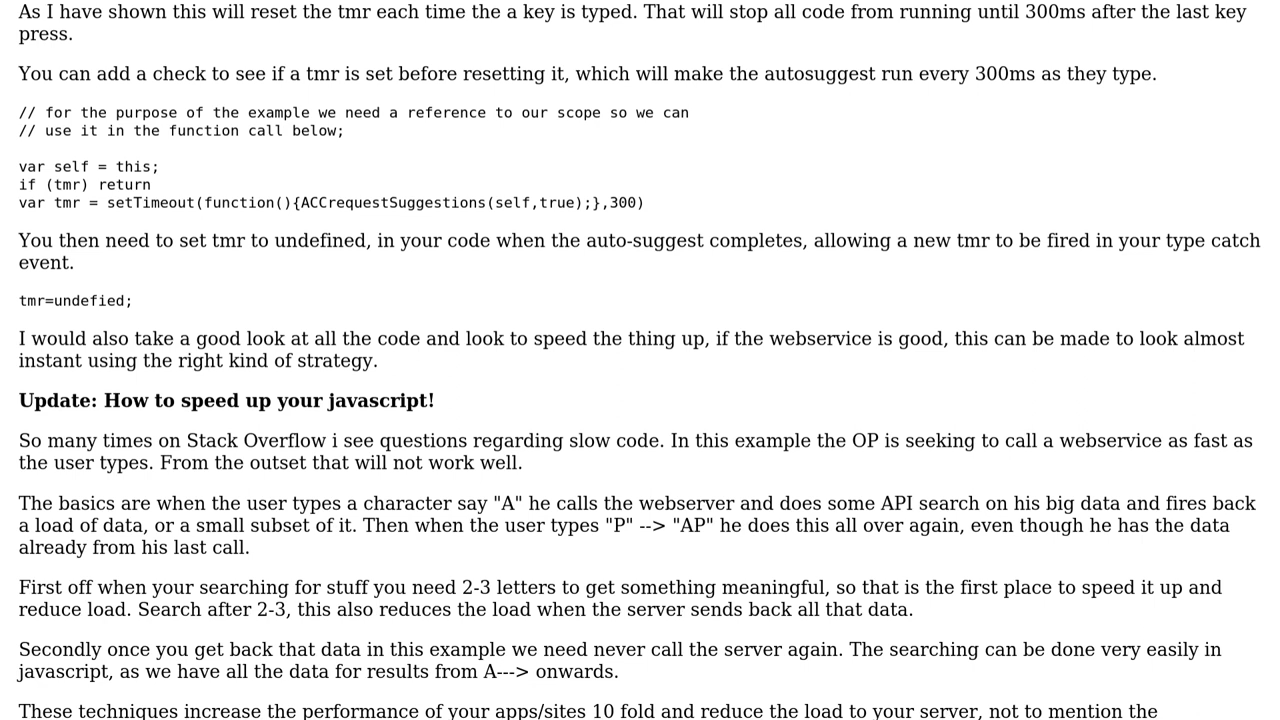 As I have shown this will reset the tmr each time the a key is typed. That will stop all code from running until 300ms after the last key
press.
You can add a check to see if a tmr is set before resetting it, which will make the autosuggest run every 300ms as they type.
// for the purpose of the example we need a reference to our scope so we can
// use it in the function call below;
var self = this;
if (tmr) return
var tmr = setTimeout(function(){ACCrequestSuggestions(self,true);},300)
You then need to set tmr to undefined, in your code when the auto-suggest completes, allowing a new tmr to be fired in your type catch
event.
tmr=undefied;
I would also take a good look at all the code and look to speed the thing up, if the webservice is good, this can be made to look almost
instant using the right kind of strategy.
Update: How to speed up your javascript!
So many times on Stack Overflow i see questions regarding slow code. In this example the OP is seeking to call a webservice as fast as
the user types. From the outset that will not work well.
The basics are when the user types a character say "A" he calls the webserver and does some API search on his big data and fires back
a load of data, or a small subset of it. Then when the user types "P" --> "AP" he does this all over again, even though he has the data
already from his last call.
First off when your searching for stuff you need 2-3 letters to get something meaningful, so that is the first place to speed it up and
reduce load. Search after 2-3, this also reduces the load when the server sends back all that data.
Secondly once you get back that data in this example we need never call the server again. The searching can be done very easily in
javascript, as we have all the data for results from A---> onwards.
These techniques increase the performance of your apps/sites 10 fold and reduce the load to your server, not to mention the